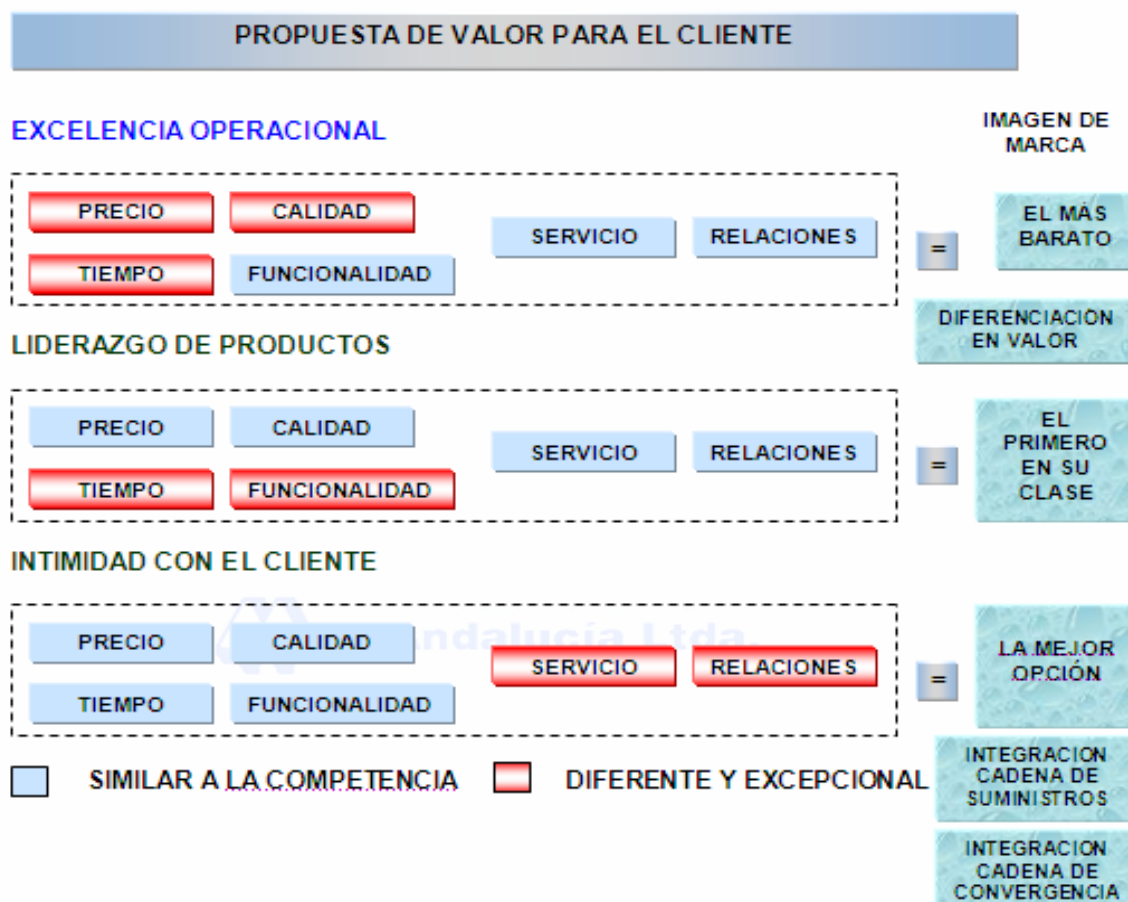 PROPUESTA DE VALOR PARA EL CLIENTE
EXCELENCIA OPERACIONAL
IMAGEN DE
MARCA
PRECIO
CALIDAD
TIEMPO
FUNCIONALIDAD
SERVICIO
RELACIONES
=
EL MÁS
BARATO
DIFERENCIACION
EN VALOR
LIDERAZGO DE PRODUCTOS
PRECIO
CALIDAD
TIEMPO
FUNCIONALIDAD
SERVICIO
RELACIONES
=
EL
PRIMERO
EN SU
CLASE
INTIMIDAD CON EL CLIENTE
PRECIO
CALIDAD
TIEMPO
FUNCIONALIDAD
ndalucía Ltda.
SERVICIO
RELACIONES
=
LA MEJOR
OPCIÓN
SIMILAR A LA COMPETENCIA
DIFERENTE Y EXCEPCIONAL
INTEGRACION
CADENA DE
SUMINISTROS
INTEGRACION
CADENA DE
CONVERGENCIA